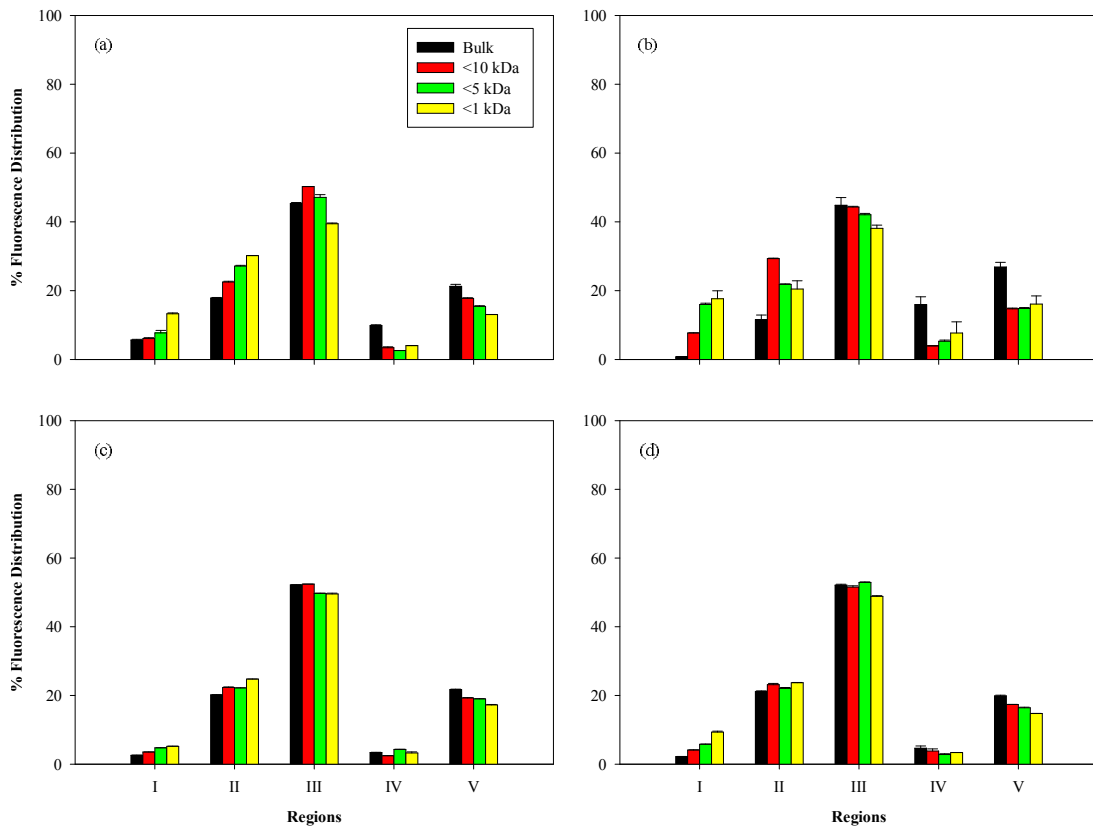 100
80
60
40
20
0
% Fluorescence Distribution
(a)
Bulk
<10 kDa
<5 kDa
<1 kDa
100
80
60
40
20
0
(b)
100
80
60
40
20
0
% Fluorescence Distribution
(c)
I
II
III
IV
V
Regions
100
80
60
40
20
0
(d)
I
II
III
IV
V
Regions